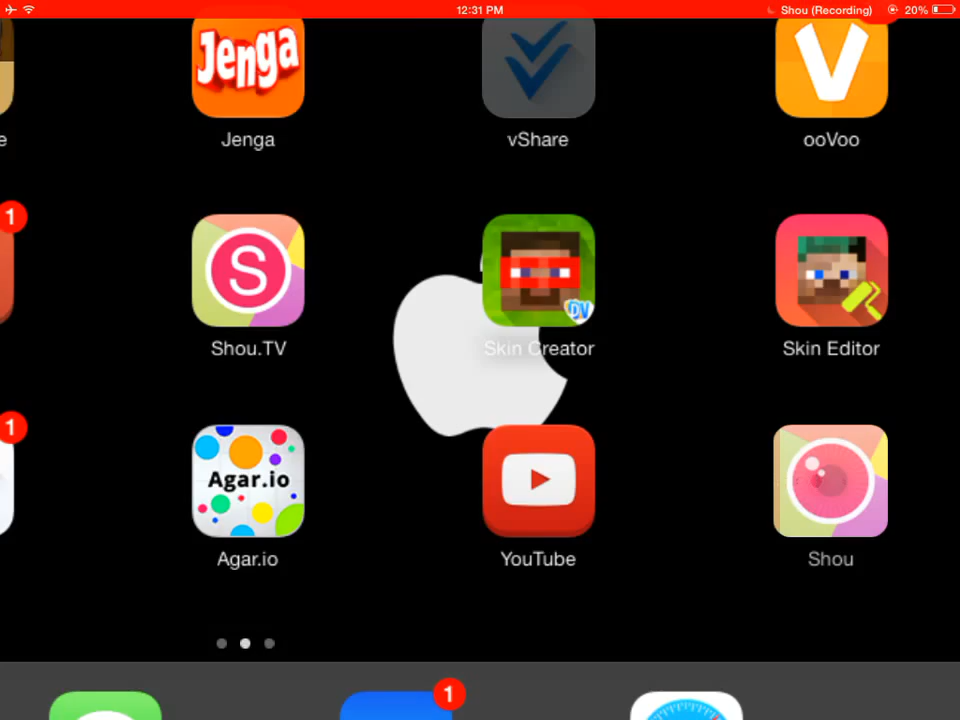 12:31 PM
Shou (Recording)
20%
Jenga
V
e
Jenga
vShare
ooVoo
1
S
DV
Shou.TV
Skin Creator
Skin Editor
1
Agar.io
Agar.io
YouTube
Shou
1